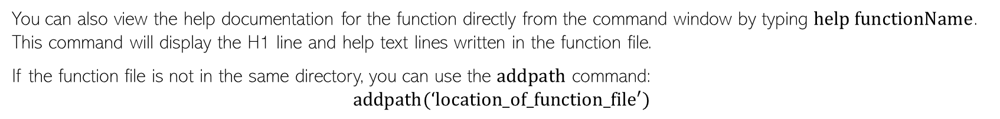 You can also view the help documentation for the function directly from the command window by typing help functionName.
This command will display the H1 line and help text lines written in the function file.
If the function file is not in the same directory, you can use the addpath command:
addpath(‘location_of_function_file′)